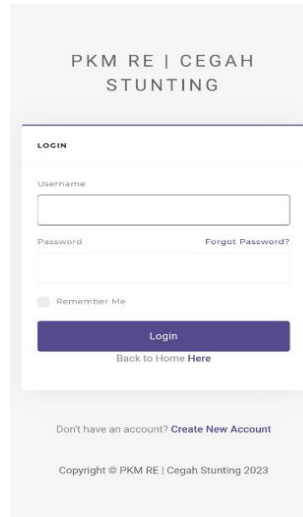 PKM RE | CEGAH
STUNTING
LOGIN
Username
Password Forgot Password?
Remember Me
Login
Back to Home Here
Don't have an account? Create New Account
Copyright © PKM RE | Cegah Stunting 2023